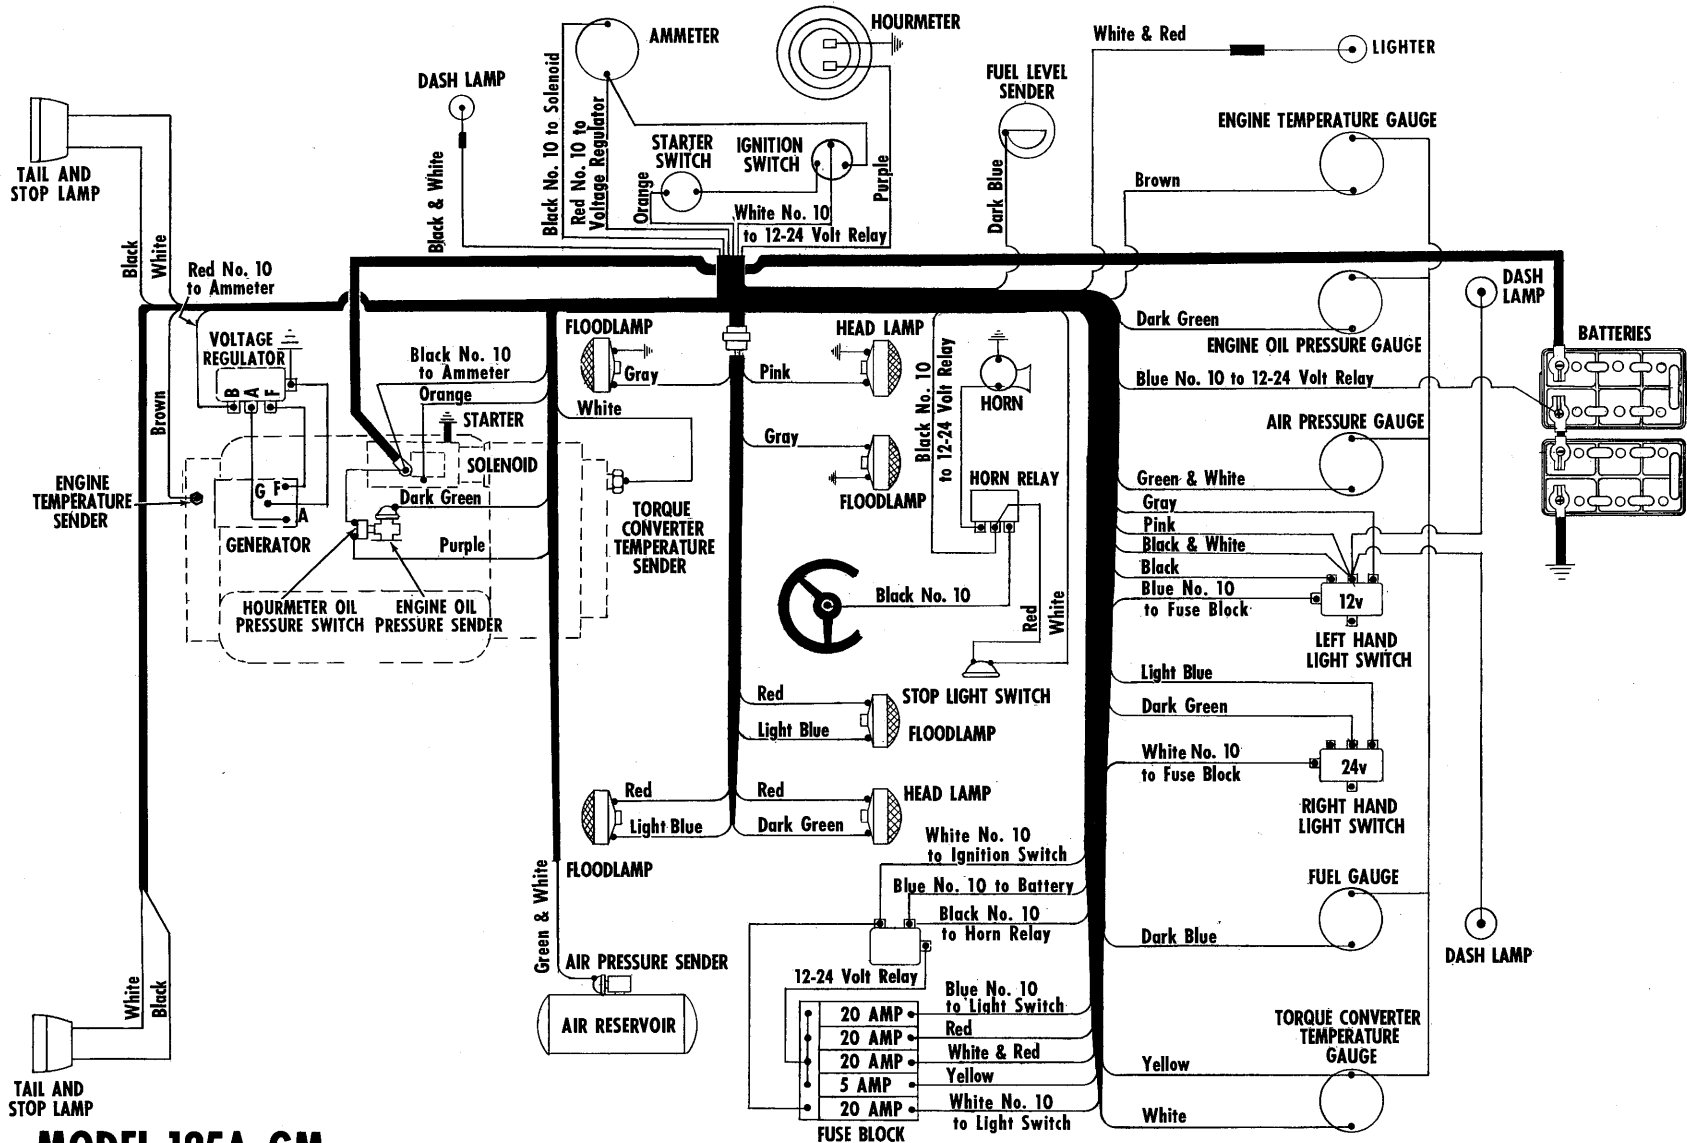 HOURMETER
AMMETER
White & Red
LIGHTER
DASH LAMP
FUEL LEVEL
SENDER
Black No. 10 to Solenoid
Red No. 10 to
Voltage Regulator
ENGINE TEMPERATURE GAUGE
STARTER
SWITCH
IGNITION
SWITCH
TAIL AND
STOP LAMP
Black & White
Orange
Purple
Dark Blue
Brown
White No. 10
to 12-24 Volt Relay
Black
White
Red No. 10
to Ammeter
DASH
LAMP
Dark Green
ENGINE OIL PRESSURE GAUGE
BATTERIES
VOLTAGE
REGULATOR
FLOODLAMP
HEAD LAMP
Black No. 10
to Ammeter
Gray
Pink
Black No. 10
to 12-24 Volt Relay
Blue No. 10 to 12-24 Volt Relay
B A F
Orange
HORN
Brown
STARTER
White
AIR PRESSURE GAUGE
Gray
SOLENOID
HORN RELAY
Green & White
ENGINE
TEMPERATURE
SENDER
G F
A
Dark Green
FLOODLAMP
Gray
Pink
TORQUE
CONVERTER
TEMPERATURE
SENDER
GENERATOR
Purple
Black & White
Black
Blue No. 10
to Fuse Block
12v
HOURMETER OIL
PRESSURE SWITCH
ENGINE OIL
PRESSURE SENDER
Black No. 10
Red
White
LEFT HAND
LIGHT SWITCH
Light Blue
STOP LIGHT SWITCH
Red
Light Blue
FLOODLAMP
Dark Green
White No. 10
to Fuse Block
24v
Red
Light Blue
Red
Dark Green
HEAD LAMP
RIGHT HAND
LIGHT SWITCH
White No. 10
to Ignition Switch
FLOODLAMP
Blue No. 10 to Battery
FUEL GAUGE
Green & White
Black No. 10
to Horn Relay
Dark Blue
DASH LAMP
AIR PRESSURE SENDER
12-24 Volt Relay
White
Black
AIR RESERVOIR
20 AMP
Blue No. 10
to Light Switch
20 AMP
Red
20 AMP
White & Red
5 AMP
Yellow
20 AMP
White No. 10
to Light Switch
FUSE BLOCK
TORQUE CONVERTER
TEMPERATURE
GAUGE
Yellow
White
TAIL AND
STOP LAMP
MODEL 195A GM